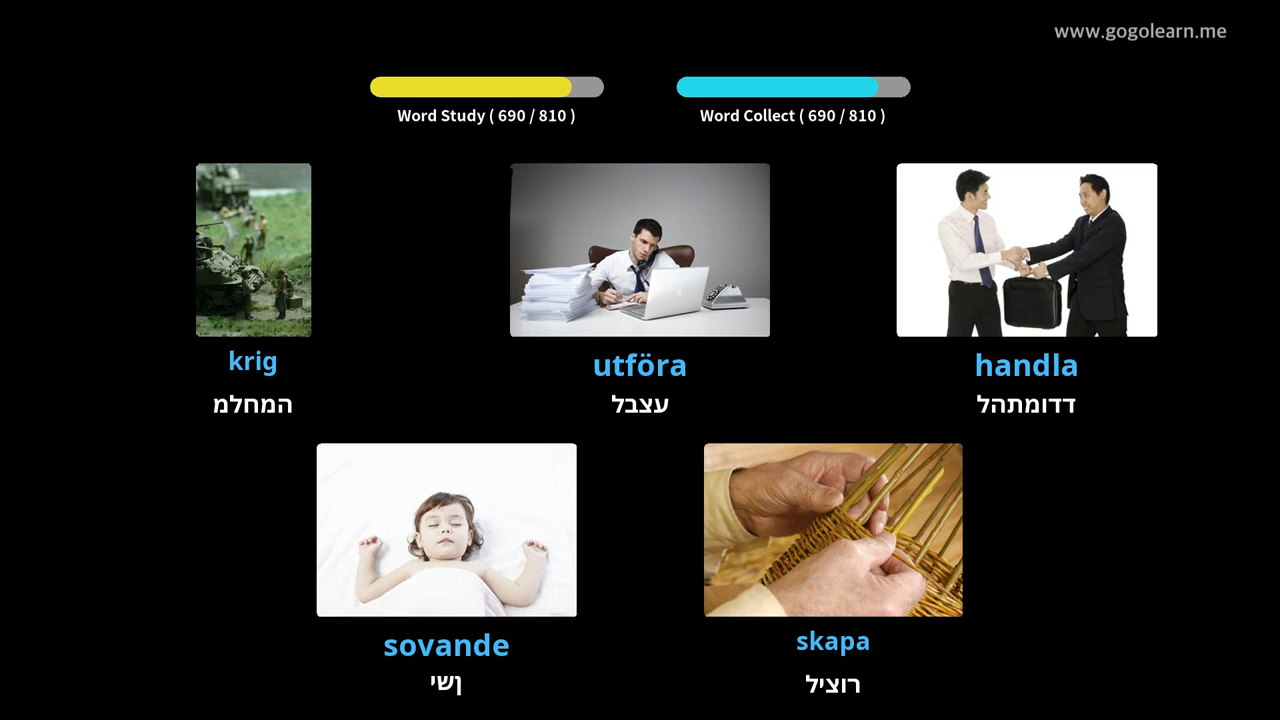 www.gogolearn.me
Word Study ( 690 / 810 )
Word Collect ( 690 / 810 )
krig
המחלמ
utföra
עצבל
handla
דדומתהל
sovande
ןשי
skapa
רוציל